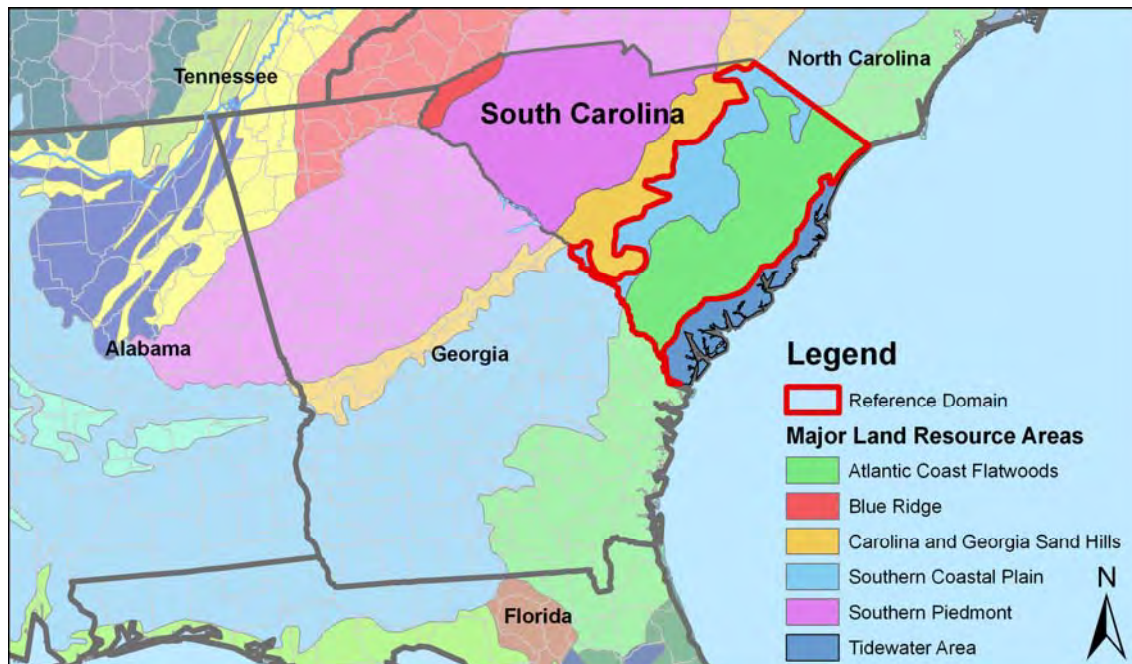 Tennessee
North Carolina
South Carolina
Alabama
Georgia
Florida
Legend
Reference Domain
Major Land Resource Areas
Atlantic Coast Flatwoods
Blue Ridge
Carolina and Georgia Sand Hills
Southern Coastal Plain
Southern Piedmont
Tidewater Area
N